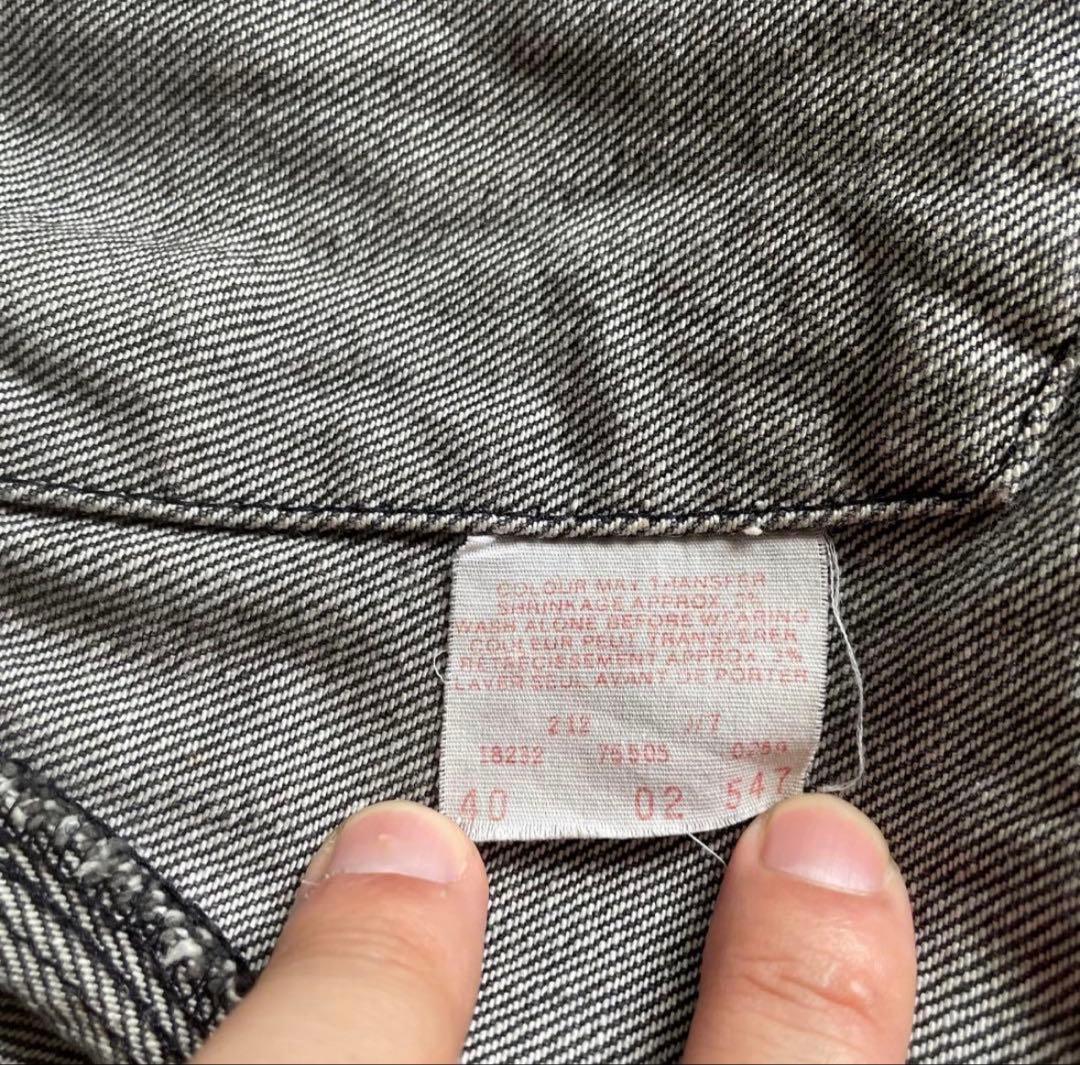 COLOUR MAY TRANSFER
SHRINKAGE APPROX 3%
WASH ALONE BEFORE WEARING
COULEUR PEUT TRANSFERER
RETRECISSEMENT APPROX 3%
LAVER SEUL AVANT DE PORTER
212
18232 75505
40 02 547